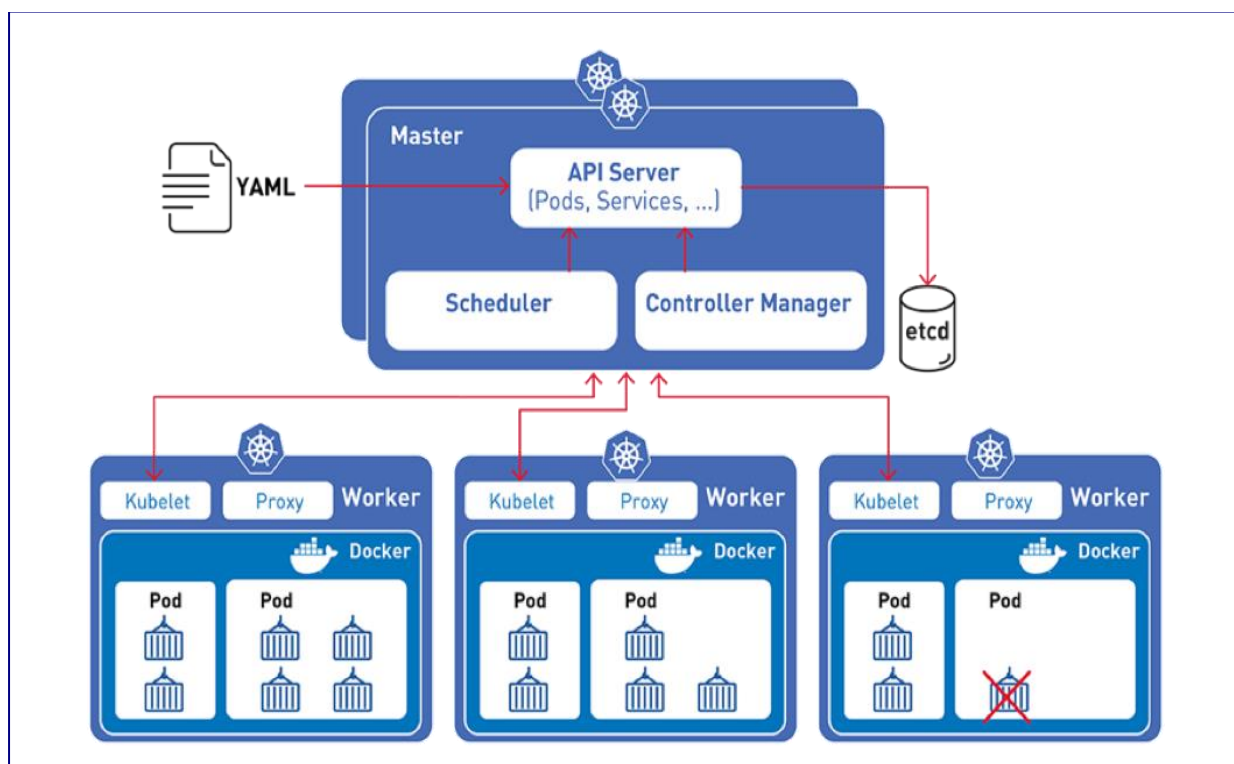 Master
API Server
(Pods, Services, ...)
YAML
Scheduler
Controller Manager
etcd
Kubelet
Proxy
Worker
Docker
Pod
Pod
Kubelet
Proxy
Worker
Docker
Pod
Pod
Kubelet
Proxy
Worker
Docker
Pod
Pod